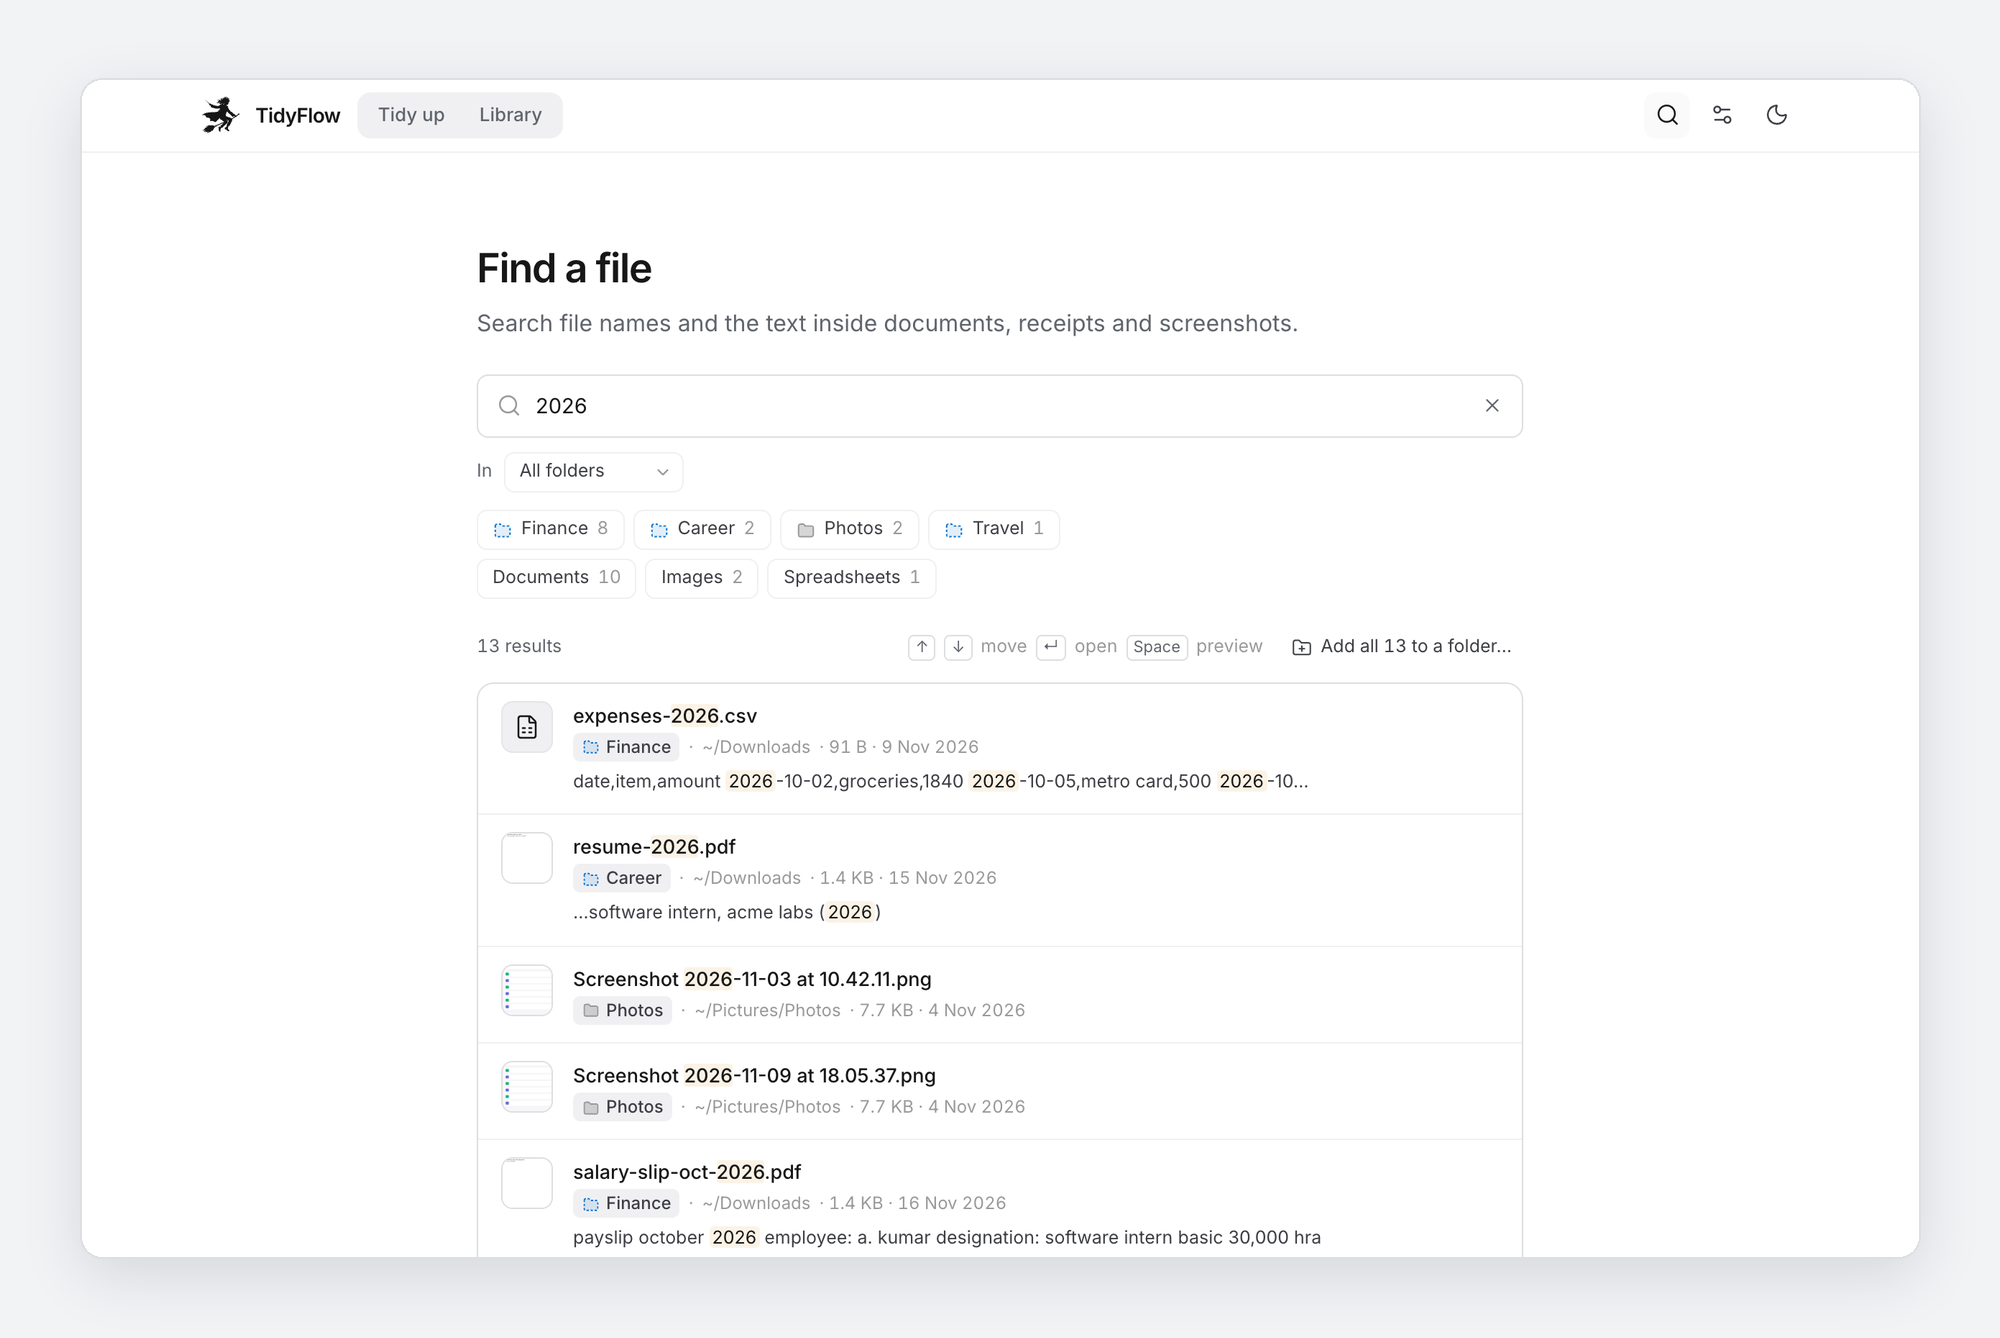 TidyFlow Tidy up Library
Find a file
Search file names and the text inside documents, receipts and screenshots.
2026
In All folders
Finance 8 Career 2 Photos 2 Travel 1
Documents 10 Images 2 Spreadsheets 1
13 results ↑ ↓ move ↵ open Space preview Add all 13 to a folder...
expenses-2026.csv
Finance · ~/Downloads · 91 B · 9 Nov 2026
date,item,amount 2026-10-02,groceries,1840 2026-10-05,metro card,500 2026-10...
resume-2026.pdf
Career · ~/Downloads · 1.4 KB · 15 Nov 2026
...software intern, acme labs (2026)
Screenshot 2026-11-03 at 10.42.11.png
Photos · ~/Pictures/Photos · 7.7 KB · 4 Nov 2026
Screenshot 2026-11-09 at 18.05.37.png
Photos · ~/Pictures/Photos · 7.7 KB · 4 Nov 2026
salary-slip-oct-2026.pdf
Finance · ~/Downloads · 1.4 KB · 16 Nov 2026
payslip october 2026 employee: a. kumar designation: software intern basic 30,000 hra